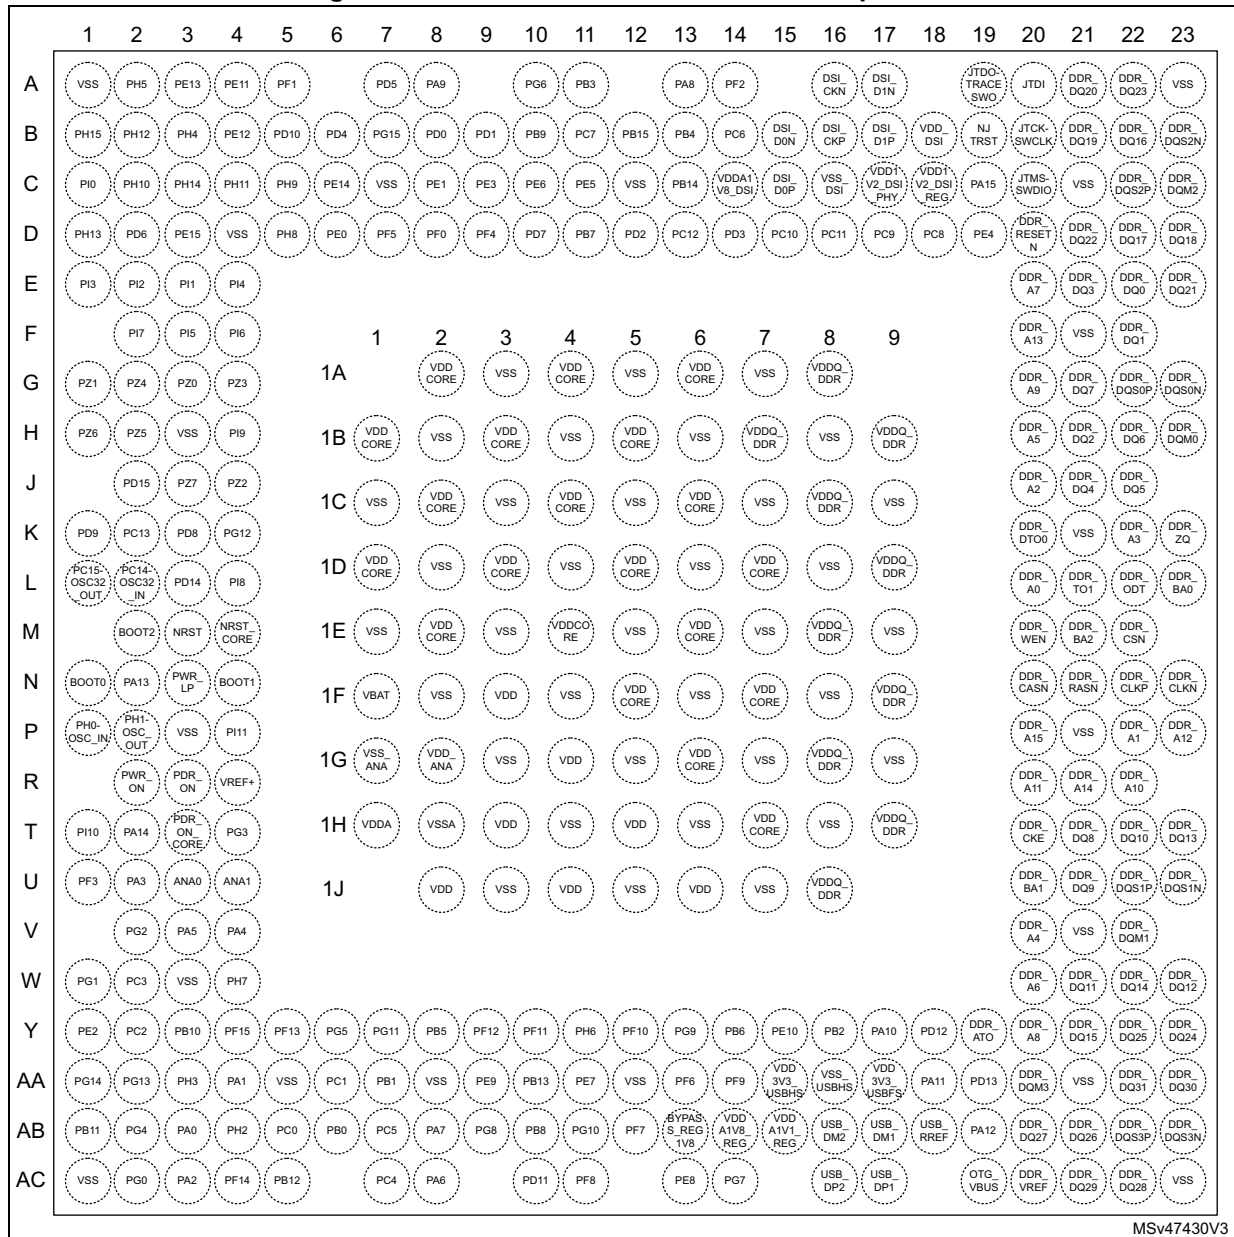 1 2 3 4 5 6 7 8 9 10 11 12 13 14 15 16 17 18 19 20 21 22 23
A VSS PH5 PE13 PE11 PF1 PD5 PA9 PG6 PB3 PA8 PF2 DSI_CKN DSI_D1N JTDO-TRACESWO JTDI DDR_DQ20 DDR_DQ23 VSS
B PH15 PH12 PH4 PE12 PD10 PD4 PG15 PD0 PD1 PB9 PC7 PB15 PB4 PC6 DSI_D0N DSI_CKP DSI_D1P VDD_DSI NJTRST JTCK-SWCLK DDR_DQ19 DDR_DQ16 DDR_DQS2N
C PI0 PH10 PH14 PH11 PH9 PE14 VSS PE1 PE3 PE6 PE5 VSS PB14 VDDA1V8_DSI DSI_D0P VSS_DSI VDD1V2_DSI_PHY VDD1V2_DSI_REG PA15 JTMS-SWDIO VSS DDR_DQS2P DDR_DQM2
D PH13 PD6 PE15 VSS PH8 PE0 PF5 PF0 PF4 PD7 PB7 PD2 PC12 PD3 PC10 PC11 PC9 PC8 PE4 DDR_RESETN DDR_DQ22 DDR_DQ17 DDR_DQ18
E PI3 PI2 PI1 PI4 DDR_A7 DDR_DQ3 DDR_DQ0 DDR_DQ21
F PI7 PI5 PI6 DDR_A13 VSS DDR_DQ1
1 2 3 4 5 6 7 8 9
1A VDDCORE VSS VDDCORE VSS VDDCORE VSS VDDQ_DDR
G PZ1 PZ4 PZ0 PZ3 DDR_A9 DDR_DQ7 DDR_DQS0P DDR_DQS0N
H PZ6 PZ5 VSS PI9 DDR_A5 DDR_DQ2 DDR_DQ6 DDR_DQM0
1B VDDCORE VSS VDDCORE VSS VDDCORE VSS VDDQ_DDR VSS VDDQ_DDR
J PD15 PZ7 PZ2 DDR_A2 DDR_DQ4 DDR_DQ5
1C VSS VDDCORE VSS VDDCORE VSS VDDCORE VSS VDDQ_DDR VSS
K PD9 PC13 PD8 PG12 DDR_DTO0 VSS DDR_A3 DDR_ZQ
1D VDDCORE VSS VDDCORE VSS VDDCORE VSS VDDCORE VSS VDDQ_DDR
L PC15-OSC32_OUT PC14-OSC32_IN PD14 PI8 DDR_A0 DDR_TO1 DDR_ODT DDR_BA0
M BOOT2 NRST NRST_CORE DDR_WEN DDR_BA2 DDR_CSN
1E VSS VDDCORE VSS VDDCORE VSS VDDCORE VSS VDDQ_DDR VSS
N BOOT0 PA13 PWR_LP BOOT1 DDR_CASN DDR_RASN DDR_CLKP DDR_CLKN
1F VBAT VSS VDD VSS VDDCORE VSS VDDCORE VSS VDDQ_DDR
P PH0-OSC_IN PH1-OSC_OUT VSS PI11 DDR_A15 VSS DDR_A1 DDR_A12
1G VSS_ANA VDD_ANA VSS VDD VSS VDDCORE VSS VDDQ_DDR VSS
R PWR_ON PDR_ON VREF+ DDR_A11 DDR_A14 DDR_A10
T PI10 PA14 PDR_ON_CORE PG3 DDR_CKE DDR_DQ8 DDR_DQ10 DDR_DQ13
1H VDDA VSSA VDD VSS VDD VSS VDDCORE VSS VDDQ_DDR
U PF3 PA3 ANA0 ANA1 DDR_BA1 DDR_DQ9 DDR_DQS1P DDR_DQS1N
1J VDD VSS VDD VSS VDD VSS VDDQ_DDR
V PG2 PA5 PA4 DDR_A4 VSS DDR_DQM1
W PG1 PC3 VSS PH7 DDR_A6 DDR_DQ11 DDR_DQ14 DDR_DQ12
Y PE2 PC2 PB10 PF15 PF13 PG5 PG11 PB5 PF12 PF11 PH6 PF10 PG9 PB6 PE10 PB2 PA10 PD12 DDR_ATO DDR_A8 DDR_DQ15 DDR_DQ25 DDR_DQ24
AA PG14 PG13 PH3 PA1 VSS PC1 PB1 VSS PE9 PB13 PE7 VSS PF6 PF9 VDD3V3_USBHS VSS_USBHS VDD3V3_USBFS PA11 PD13 DDR_DQM3 VSS DDR_DQ31 DDR_DQ30
AB PB11 PG4 PA0 PH2 PC0 PB0 PC5 PA7 PG8 PB8 PG10 PF7 BYPASS_REG1V8 VDDA1V8_REG VDDA1V1_REG USB_DM2 USB_DM1 USB_RREF PA12 DDR_DQ27 DDR_DQ26 DDR_DQS3P DDR_DQS3N
AC VSS PG0 PA2 PF14 PB12 PC4 PA6 PD11 PF8 PE8 PG7 USB_DP2 USB_DP1 OTG_VBUS DDR_VREF DDR_DQ29 DDR_DQ28 VSS
MSv47430V3